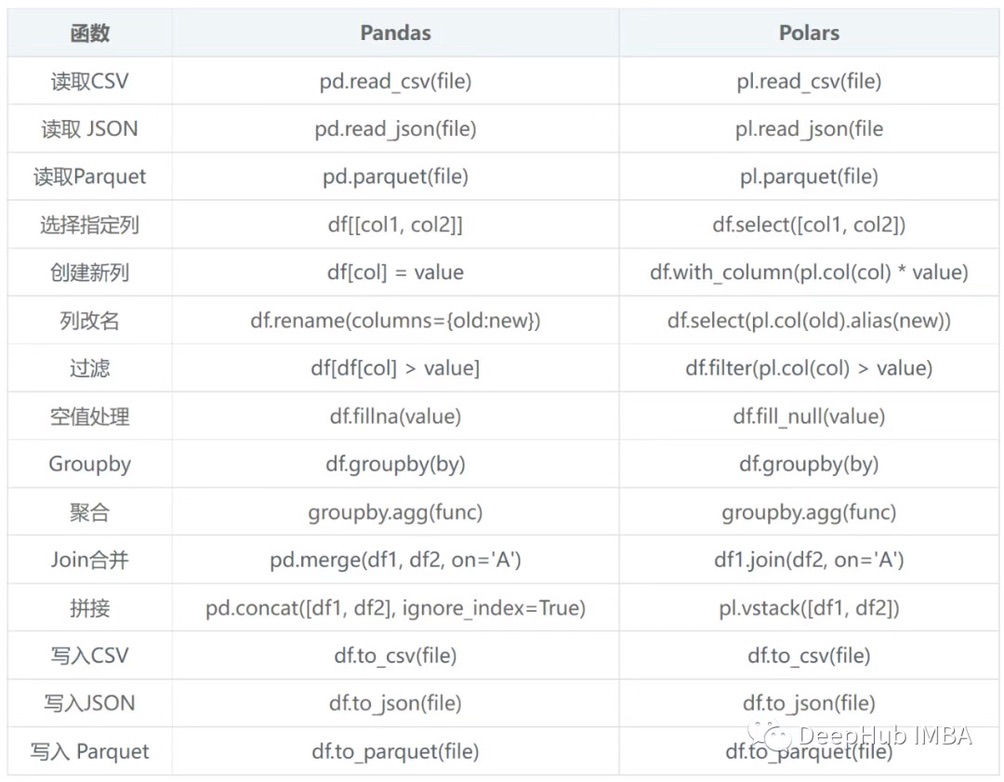 函数 Pandas Polars
读取CSV pd.read_csv(file) pl.read_csv(file)
读取 JSON pd.read_json(file) pl.read_json(file
读取Parquet pd.parquet(file) pl.parquet(file)
选择指定列 df[[col1, col2]] df.select([col1, col2])
创建新列 df[col] = value df.with_column(pl.col(col) * value)
列改名 df.rename(columns={old:new}) df.select(pl.col(old).alias(new))
过滤 df[df[col] > value] df.filter(pl.col(col) > value)
空值处理 df.fillna(value) df.fill_null(value)
Groupby df.groupby(by) df.groupby(by)
聚合 groupby.agg(func) groupby.agg(func)
Join合并 pd.merge(df1, df2, on='A') df1.join(df2, on='A')
拼接 pd.concat([df1, df2], ignore_index=True) pl.vstack([df1, df2])
写入CSV df.to_csv(file) df.to_csv(file)
写入JSON df.to_json(file) df.to_json(file)
写入 Parquet df.to_parquet(file) df.to_parquet(file)
DeepHub IMBA